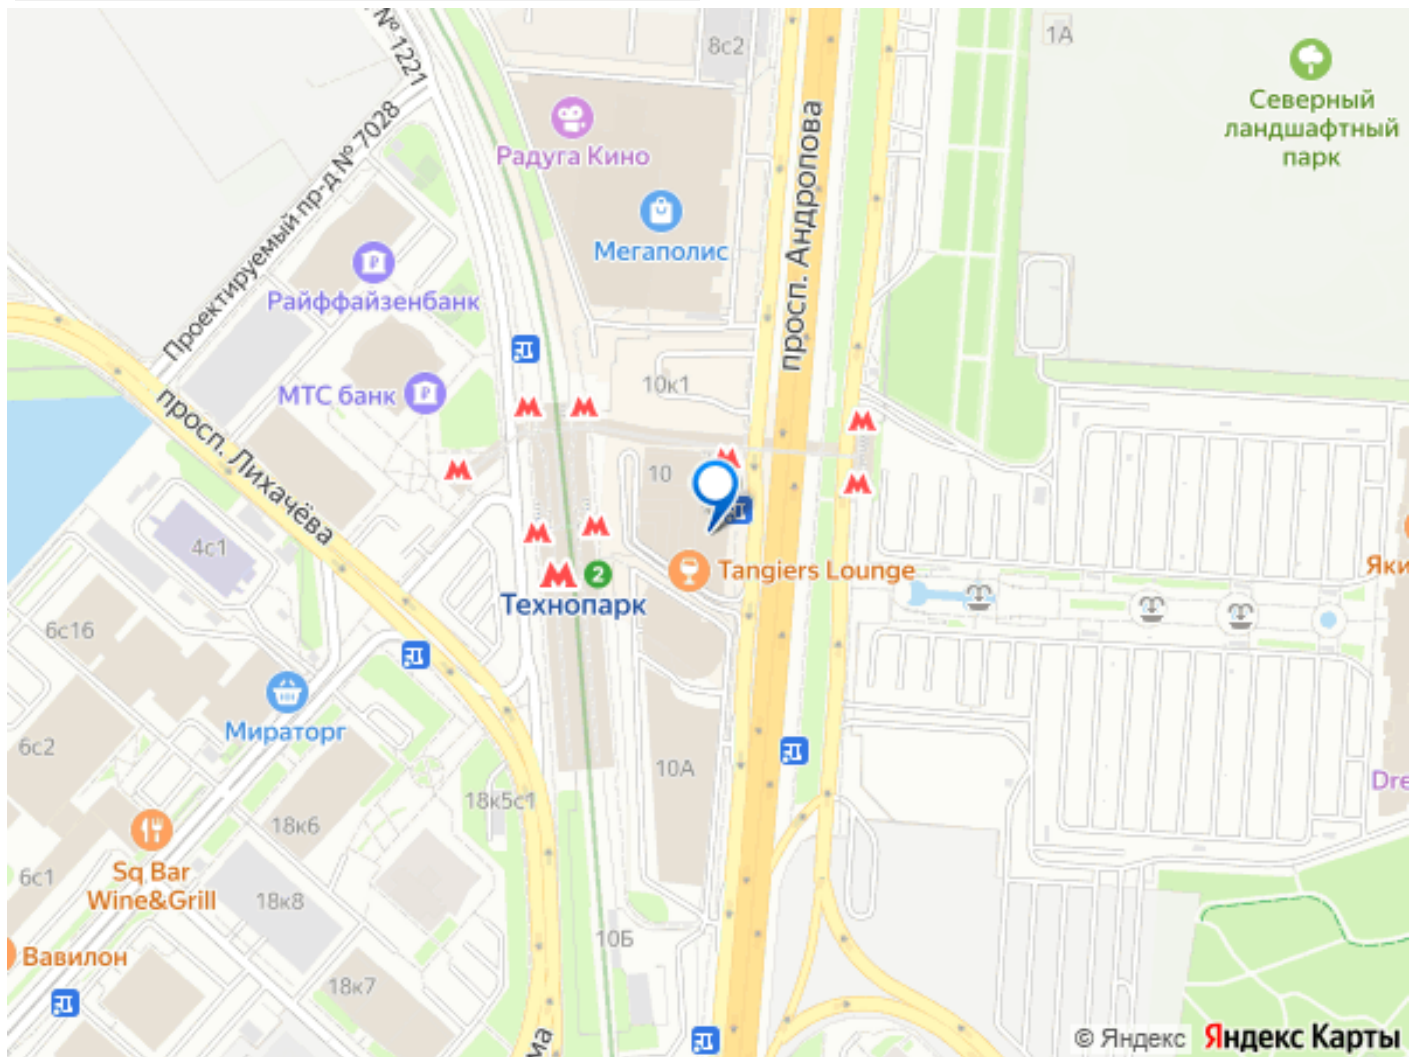 № 1221
8с2
1А
Северный
ландшафтный
парк
Радуга Кино
Проектируемый пр-д № 7028
просп. Андропова
Мегаполис
Райффайзенбанк
10к1
МТС банк
просп. Лихачёва
10
4с1
Tangiers Lounge
2
Технопарк
Яки
6с16
Мираторг
6с2
10А
Dre
18к5с1
18к6
Sq Bar
Wine&Grill
6с1
18к8
10Б
Вавилон
18к7
ма
© Яндекс Яндекс Карты